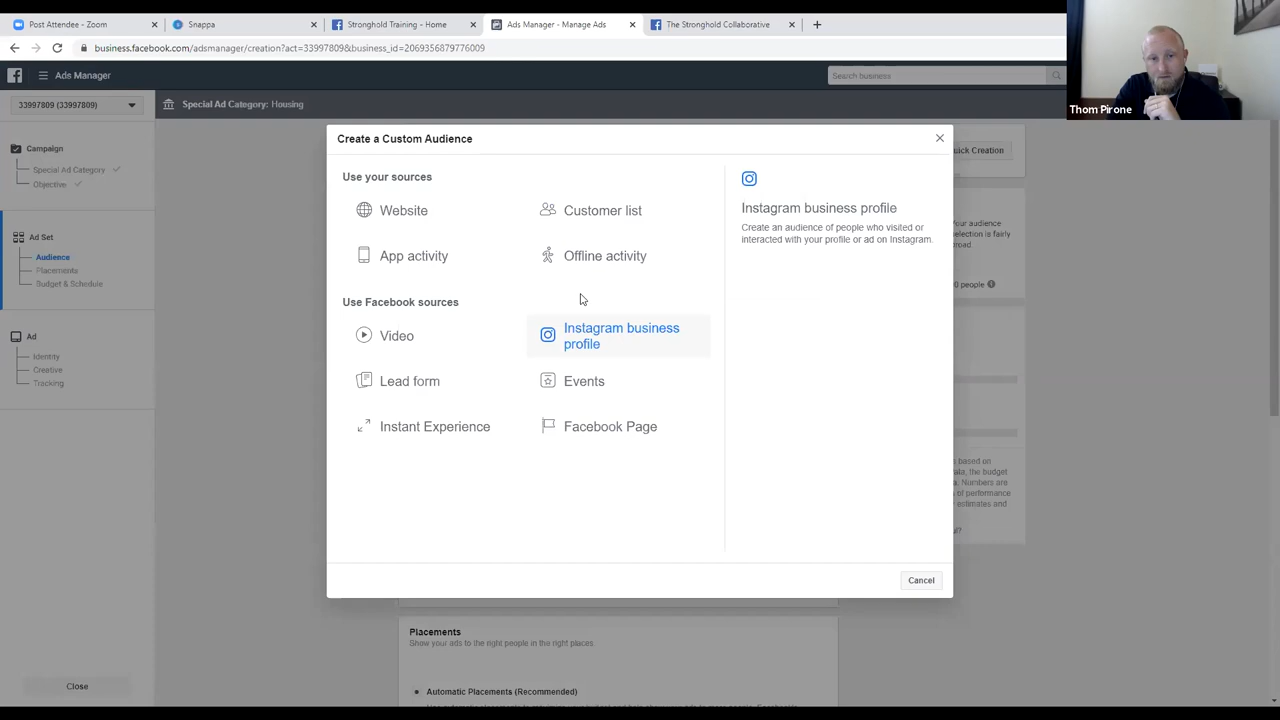 Post Attendee - Zoom
Snappa
Stronghold Training - Home
Ads Manager - Manage Ads
The Stronghold Collaborative
business.facebook.com/adsmanager/creation?act=33997809&business_id=2069356879776009
Ads Manager
Search business
Thom Pirone
33997809 (33997809)
Special Ad Category: Housing
Create a Custom Audience
Campaign
Special Ad Category
Objective
uick Creation
Use your sources
Website
Customer list
App activity
Offline activity
Instagram business profile
Create an audience of people who visited or
interacted with your profile or ad on Instagram.
Your audience
selection is fairly
broad.
Ad Set
Audience
Placements
Budget & Schedule
0 people
Use Facebook sources
Video
Instagram business
profile
Lead form
Events
Instant Experience
Facebook Page
Ad
Identity
Creative
Tracking
based on
the budget
Numbers are
of performance
estimates and
Cancel
Placements
Show your ads to the right people in the right places.
Automatic Placements (Recommended)
Close